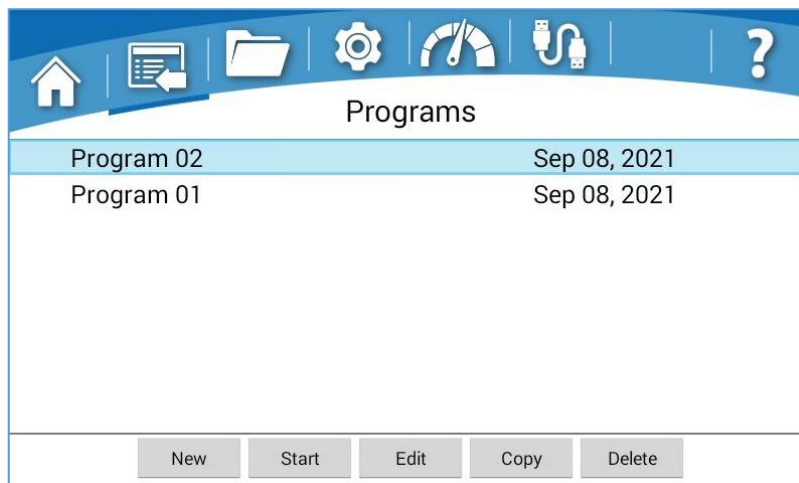 ?
Programs
Program 02 Sep 08, 2021
Program 01 Sep 08, 2021
New Start Edit Copy Delete